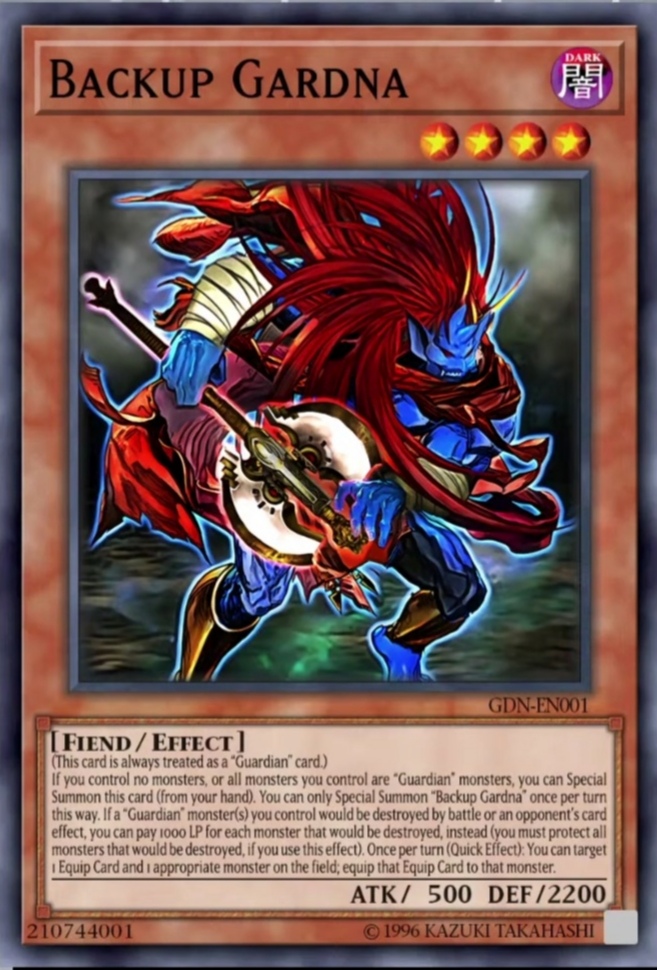 BACKUP GARDNA
DARK
闇
GDN-EN001
[FIEND/EFFECT]
(This card is always treated as a “Guardian” card.)
If you control no monsters, or all monsters you control are “Guardian” monsters, you can Special
Summon this card (from your hand). You can only Special Summon “Backup Gardna” once per turn
this way. If a “Guardian” monster(s) you control would be destroyed by battle or an opponent's card
effect, you can pay 1000 LP for each monster that would be destroyed, instead (you must protect all
monsters that would be destroyed, if you use this effect). Once per turn (Quick Effect): You can target
1 Equip Card and 1 appropriate monster on the field; equip that Equip Card to that monster.
ATK/ 500 DEF/2200
210744001
© 1996 KAZUKI TAKAHASHI